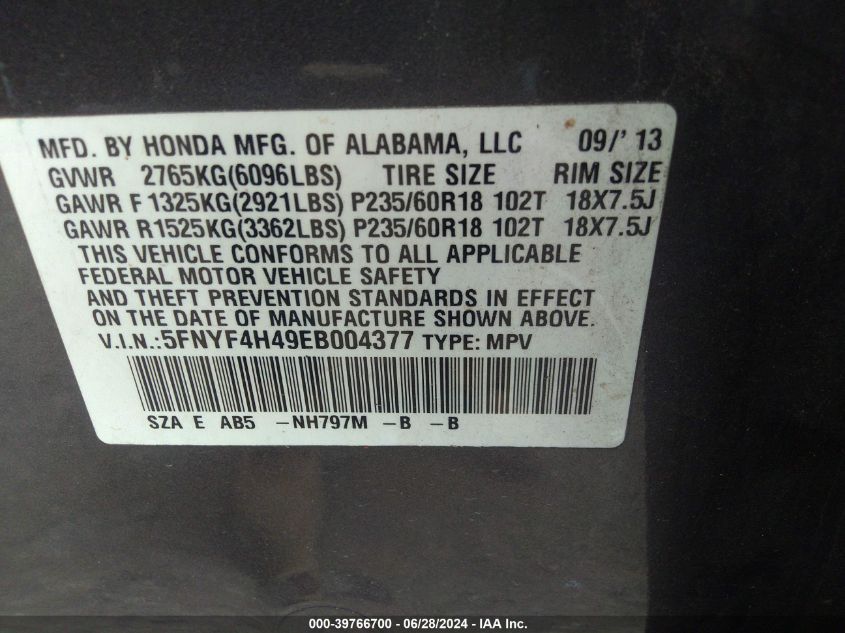 MFD. BY HONDA MFG. OF ALABAMA, LLC 09/' 13
GVWR 2765KG(6096LBS) TIRE SIZE RIM SIZE
GAWR F 1325KG(2921LBS) P235/60R18 102T 18X7.5J
GAWR R1525KG(3362LBS) P235/60R18 102T 18X7.5J
THIS VEHICLE CONFORMS TO ALL APPLICABLE
FEDERAL MOTOR VEHICLE SAFETY
AND THEFT PREVENTION STANDARDS IN EFFECT
ON THE DATE OF MANUFACTURE SHOWN ABOVE.
V.I.N.:5FNYF4H49EB004377 TYPE: MPV
SZA E AB5 -NH797M -B -B
000-39766700 - 06/28/2024 - IAA Inc.